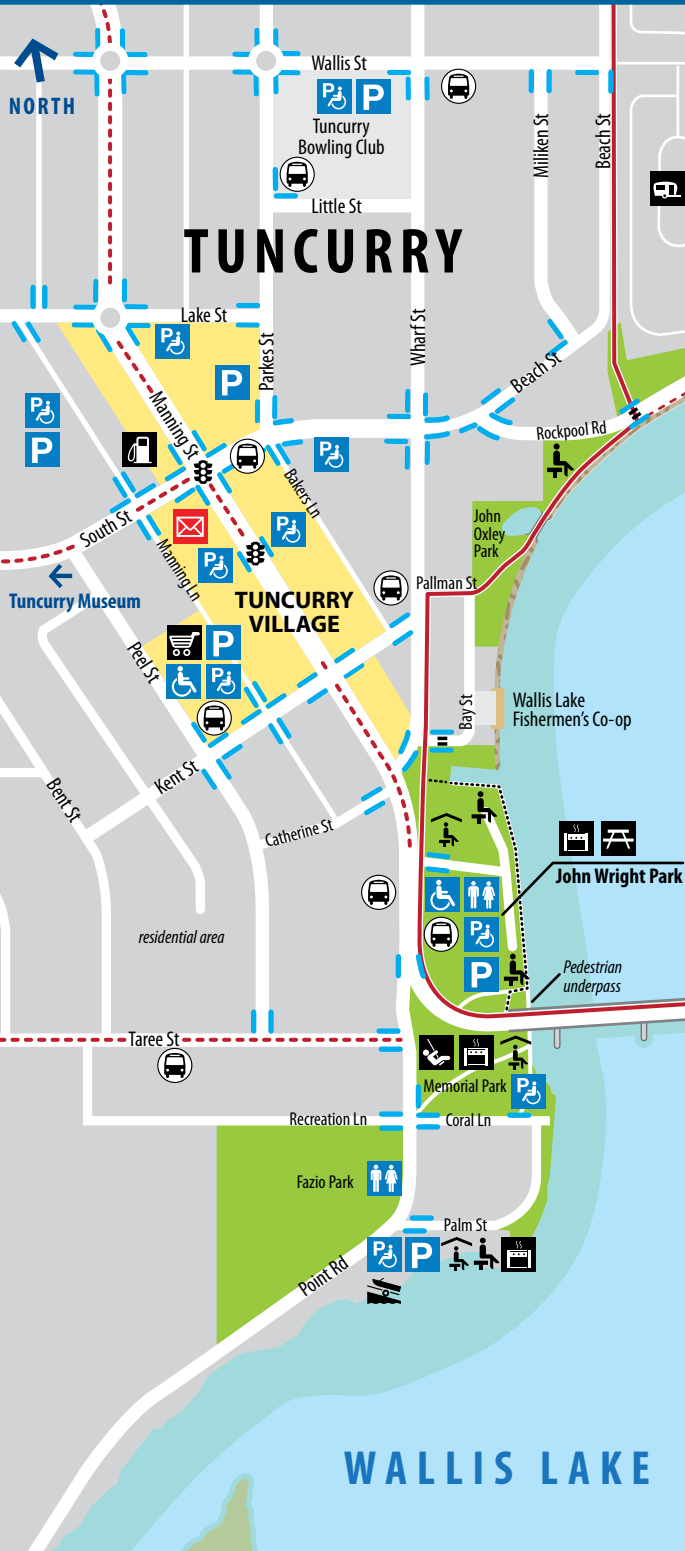 NORTH
Wallis St
P
P
Tuncurry
Bowling Club
Miliken St
Beach St
Little St
TUNCURRY
Lake St
P
Parkes St
Wharf St
P
Beach St
P
P
Manning St
Rockpool Rd
P
Bakers Ln
South St
John
Oxley
Park
P
P
Manning Ln
Tuncurry Museum
Pallman St
TUNCURRY
VILLAGE
P
Peel St
P
Bay St
Wallis Lake
Fishermen's Co-op
Kent St
Bent St
Catherine St
John Wright Park
P
residential area
P
Pedestrian
underpass
Taree St
Memorial Park
P
Recreation Ln
Coral Ln
Fazio Park
Palm St
P
P
Point Rd
WALLIS LAKE